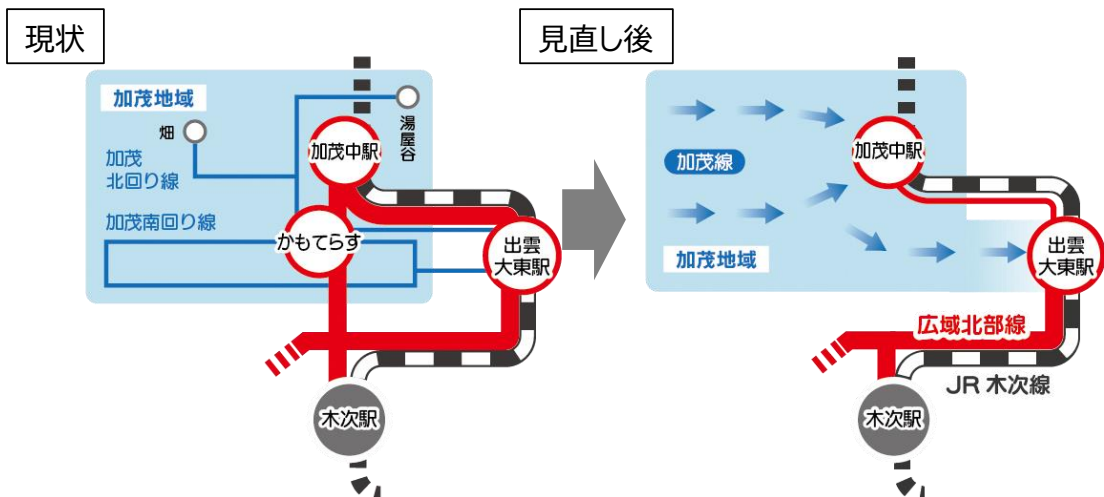 現状
加茂地域
畑
湯屋谷
加茂
北回り線
加茂中駅
加茂南回り線
かもてらす
出雲
大東駅
木次駅
見直し後
加茂中駅
加茂線
加茂地域
出雲
大東駅
広域北部線
JR 木次線
木次駅